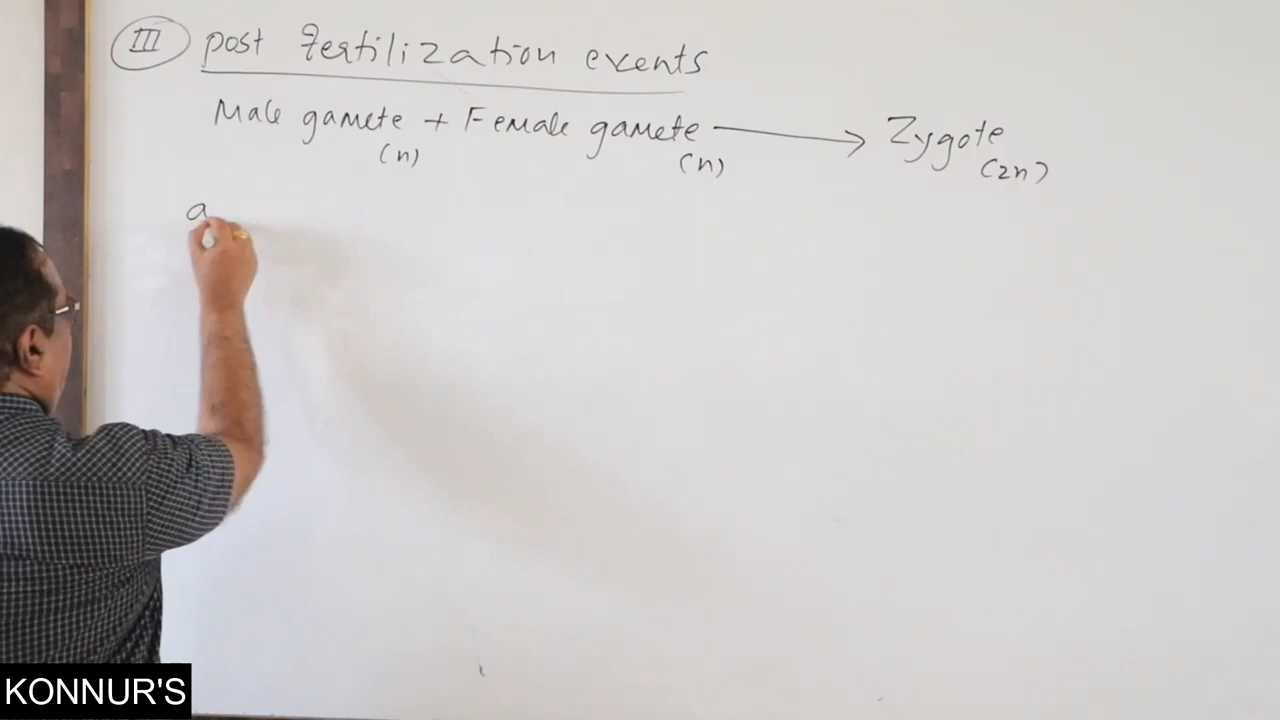 III post fertilization events
Male gamete + Female gamete → Zygote
(n) (n) (2n)
a
KONNUR'S